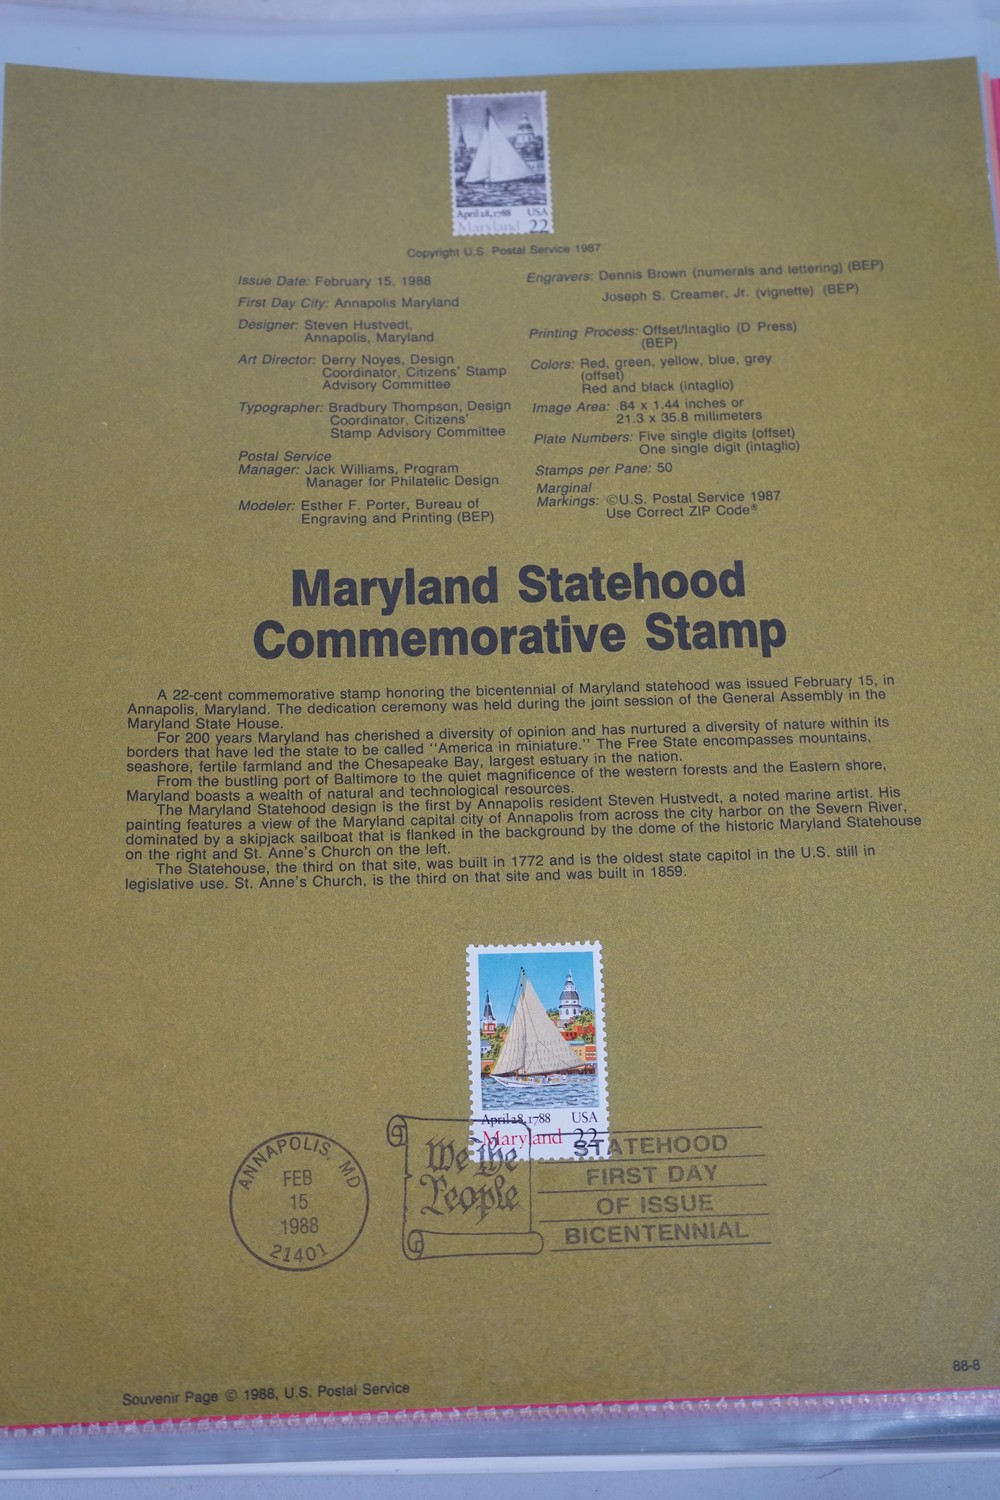 April 28, 1788 USA
Maryland 22
Copyright U.S. Postal Service 1987
Issue Date: February 15, 1988
First Day City: Annapolis Maryland
Designer: Steven Hustvedt,
Annapolis, Maryland
Art Director: Derry Noyes, Design
Coordinator, Citizens' Stamp
Advisory Committee
Typographer: Bradbury Thompson, Design
Coordinator, Citizens'
Stamp Advisory Committee
Postal Service
Manager: Jack Williams, Program
Manager for Philatelic Design
Modeler: Esther F. Porter, Bureau of
Engraving and Printing (BEP)
Engravers: Dennis Brown (numerals and lettering) (BEP)
Joseph S. Creamer, Jr. (vignette) (BEP)
Printing Process: Offset/Intaglio (D Press)
(BEP)
Colors: Red, green, yellow, blue, grey
(offset)
Red and black (intaglio)
Image Area: .84 x 1.44 inches or
21.3 x 35.8 millimeters
Plate Numbers: Five single digits (offset)
One single digit (intaglio)
Stamps per Pane: 50
Marginal
Markings: ©U.S. Postal Service 1987
Use Correct ZIP Code®
Maryland Statehood
Commemorative Stamp
A 22-cent commemorative stamp honoring the bicentennial of Maryland statehood was issued February 15, in
Annapolis, Maryland. The dedication ceremony was held during the joint session of the General Assembly in the
Maryland State House.
For 200 years Maryland has cherished a diversity of opinion and has nurtured a diversity of nature within its
borders that have led the state to be called "America in miniature." The Free State encompasses mountains,
seashore, fertile farmland and the Chesapeake Bay, largest estuary in the nation.
From the bustling port of Baltimore to the quiet magnificence of the western forests and the Eastern shore,
Maryland boasts a wealth of natural and technological resources.
The Maryland Statehood design is the first by Annapolis resident Steven Hustvedt, a noted marine artist. His
painting features a view of the Maryland capital city of Annapolis from across the city harbor on the Severn River,
dominated by a skipjack sailboat that is flanked in the background by the dome of the historic Maryland Statehouse
on the right and St. Anne's Church on the left.
The Statehouse, the third on that site, was built in 1772 and is the oldest state capitol in the U.S. still in
legislative use. St. Anne's Church, is the third on that site and was built in 1859.
April 28, 1788 USA
Maryland 22
ANNAPOLIS, MD
FEB
15
1988
21401
We the
People
STATEHOOD
FIRST DAY
OF ISSUE
BICENTENNIAL
88-8
Souvenir Page © 1988, U.S. Postal Service